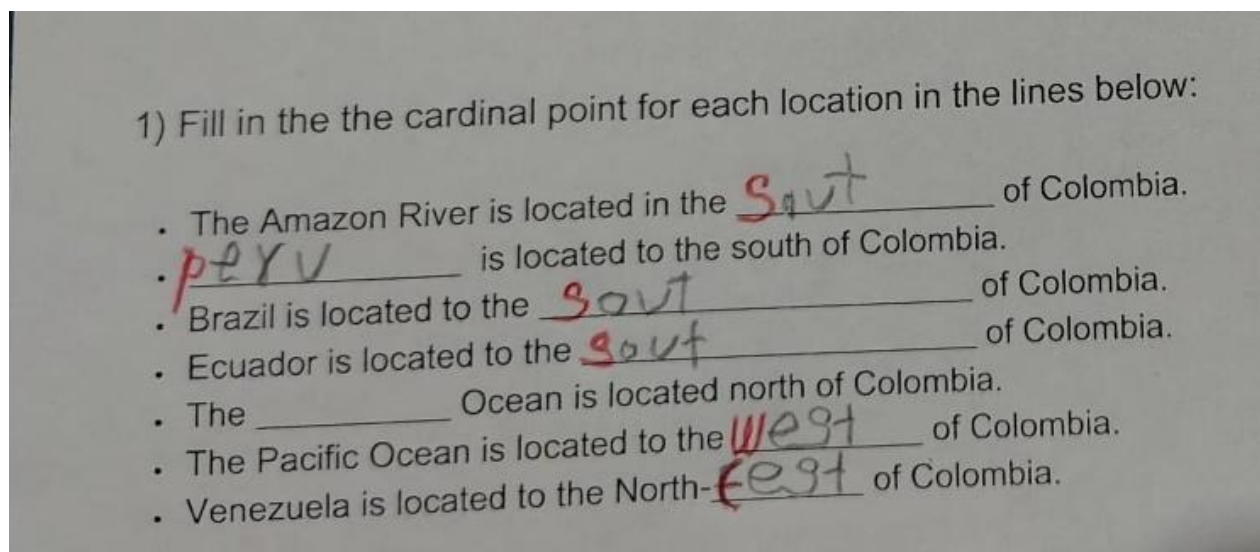 1) Fill in the the cardinal point for each location in the lines below:
. The Amazon River is located in the Sout of Colombia.
. peru is located to the south of Colombia.
. Brazil is located to the Sout of Colombia.
. Ecuador is located to the Sout of Colombia.
. The __________ Ocean is located north of Colombia.
. The Pacific Ocean is located to the West of Colombia.
. Venezuela is located to the North-East of Colombia.